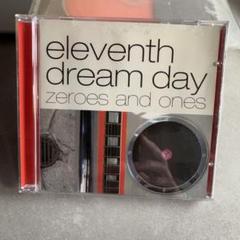 eleventh
dream day
zeroes and ones